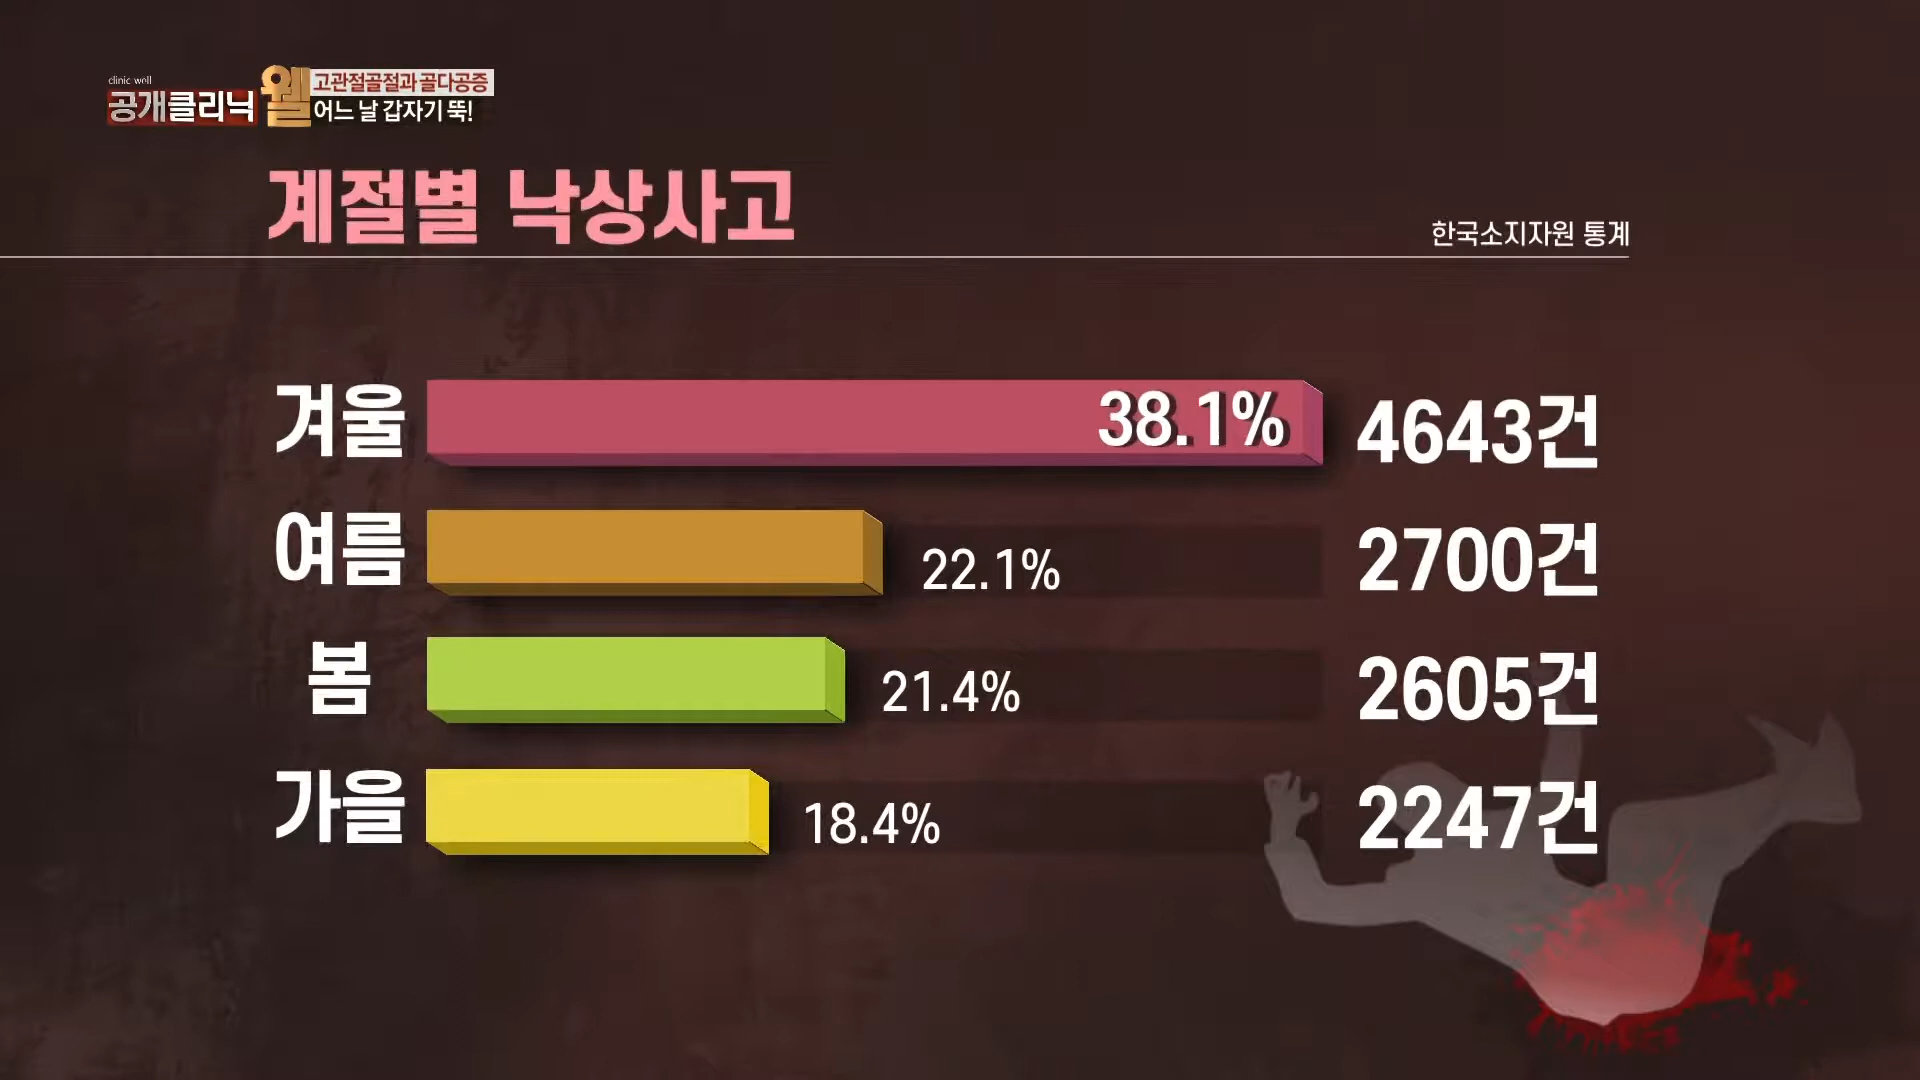 clinic well
공개클리닉 웰
고관절골절과 골다공증
어느 날 갑자기 뚝!
계절별 낙상사고
한국소지자원 통계
겨울 38.1% 4643건
여름 22.1% 2700건
봄 21.4% 2605건
가을 18.4% 2247건